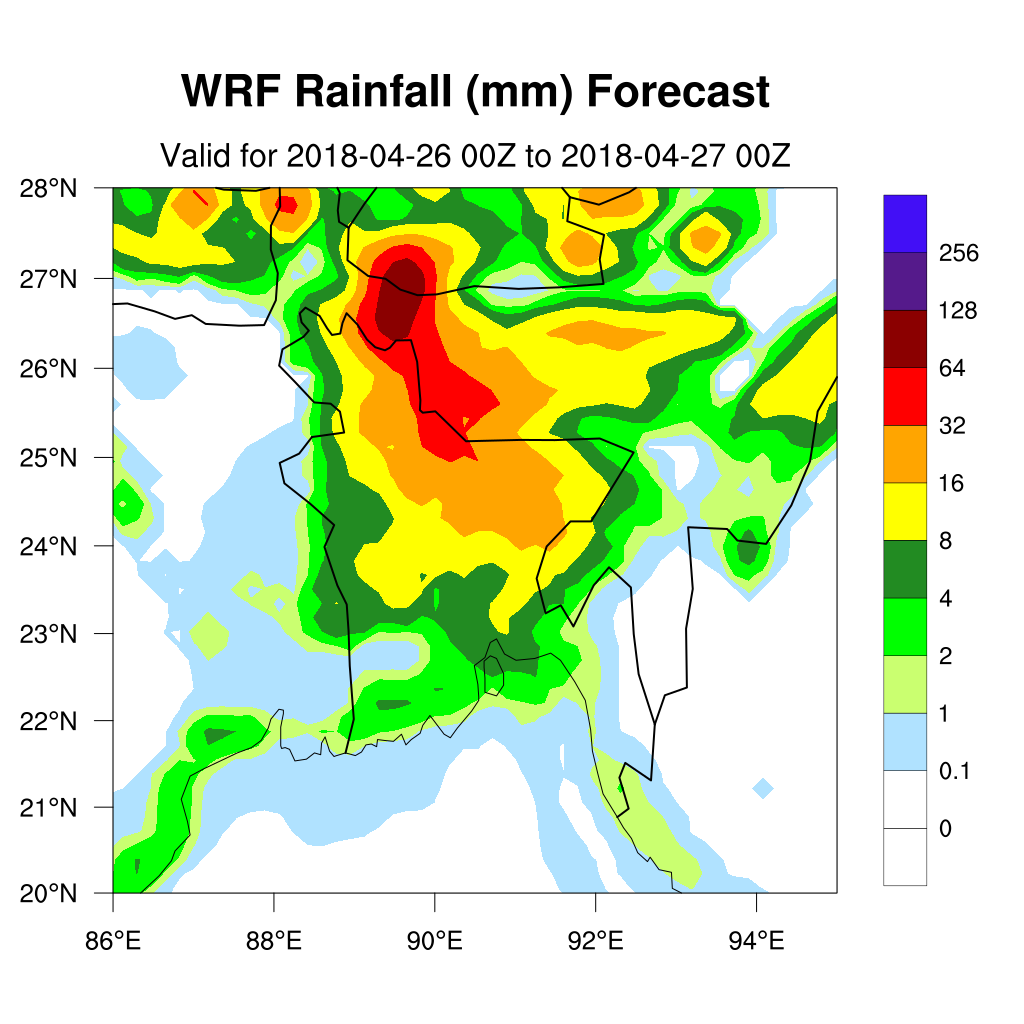 WRF Rainfall (mm) Forecast
Valid for 2018-04-26 00Z to 2018-04-27 00Z
28°N
27°N
26°N
25°N
24°N
23°N
22°N
21°N
20°N
86°E 88°E 90°E 92°E 94°E
256
128
64
32
16
8
4
2
1
0.1
0